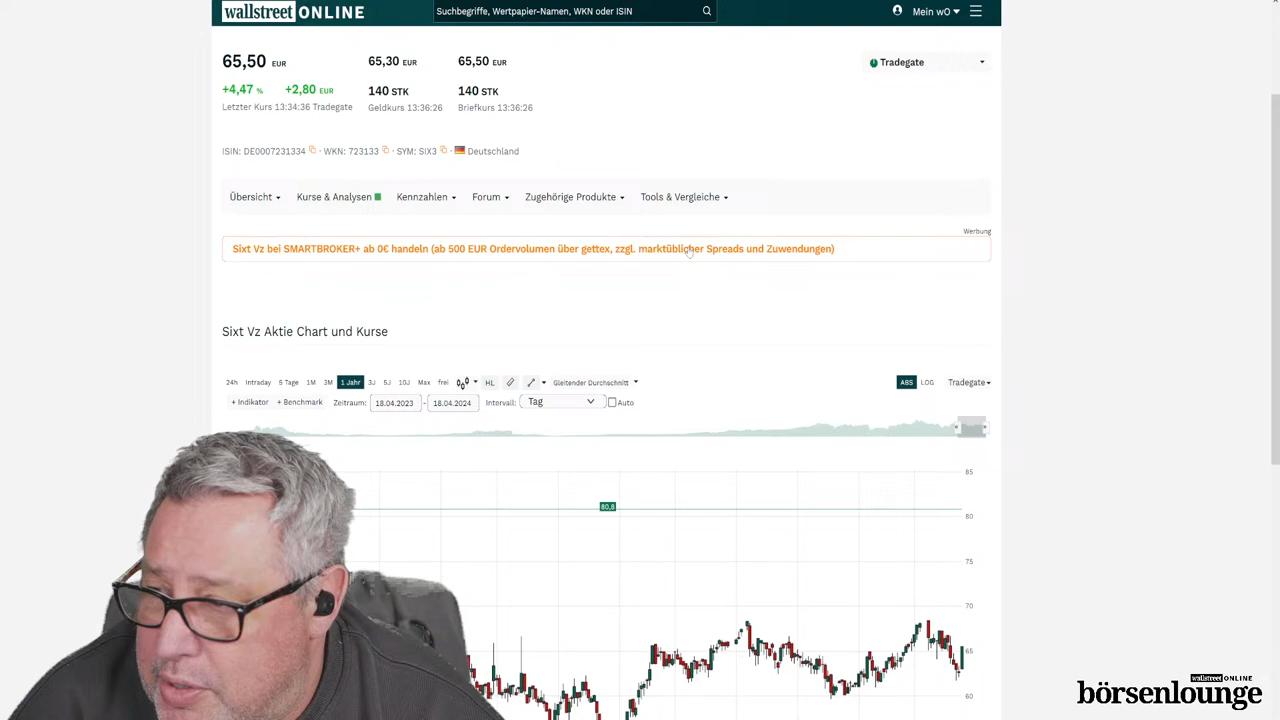 wallstreet ONLINE
Suchbegriffe, Wertpapier-Namen, WKN oder ISIN
Mein wO
65,50 EUR
65,30 EUR
65,50 EUR
Tradegate
+4,47 %
+2,80 EUR
140 STK
140 STK
Letzter Kurs 13:34:36 Tradegate
Geldkurs 13:36:26
Briefkurs 13:36:26
ISIN: DE0007231334 · WKN: 723133 · SYM: SIX3 · Deutschland
Übersicht
Kurse & Analysen
Kennzahlen
Forum
Zugehörige Produkte
Tools & Vergleiche
Werbung
Sixt Vz bei SMARTBROKER+ ab 0€ handeln (ab 500 EUR Ordervolumen über gettex, zzgl. marktüblicher Spreads und Zuwendungen)
Sixt Vz Aktie Chart und Kurse
24h Intraday 5 Tage 1M 3M 1 Jahr 3J 5J 10J Max frei HL Gleitender Durchschnitt ABS LOG Tradegate
+ Indikator + Benchmark Zeitraum: 18.04.2023 - 18.04.2024 Intervall: Tag Auto
85
80,8
80
75
70
65
60
wallstreet ONLINE
börsenlounge